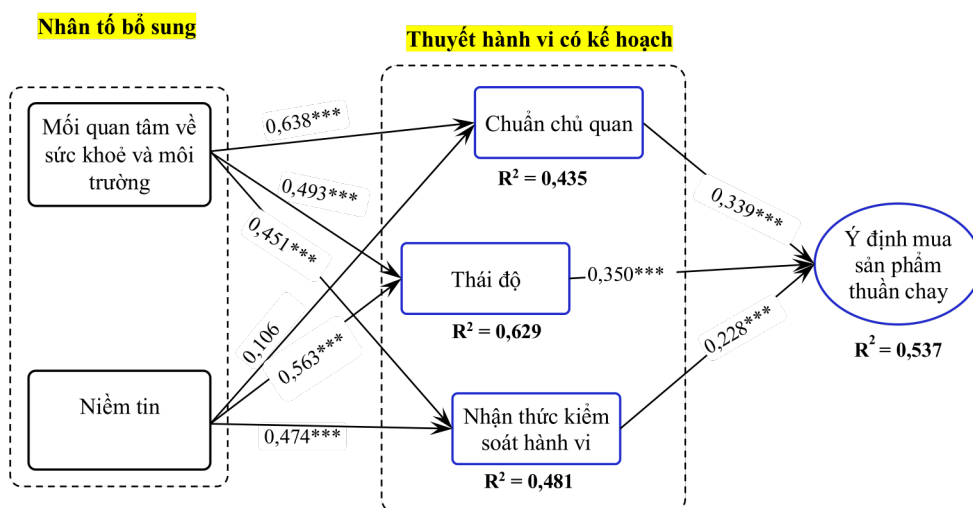 Nhân tố bổ sung
Thuyết hành vi có kế hoạch
Mối quan tâm về
sức khoẻ và môi
trường
0,638***
0,493***
0,451***
Chuẩn chủ quan
R² = 0,435
0,339***
Thái độ
R² = 0,629
0,350***
Ý định mua
sản phẩm
thuần chay
R² = 0,537
Niềm tin
0,106
0,563***
0,474***
Nhận thức kiểm
soát hành vi
R² = 0,481
0,228***